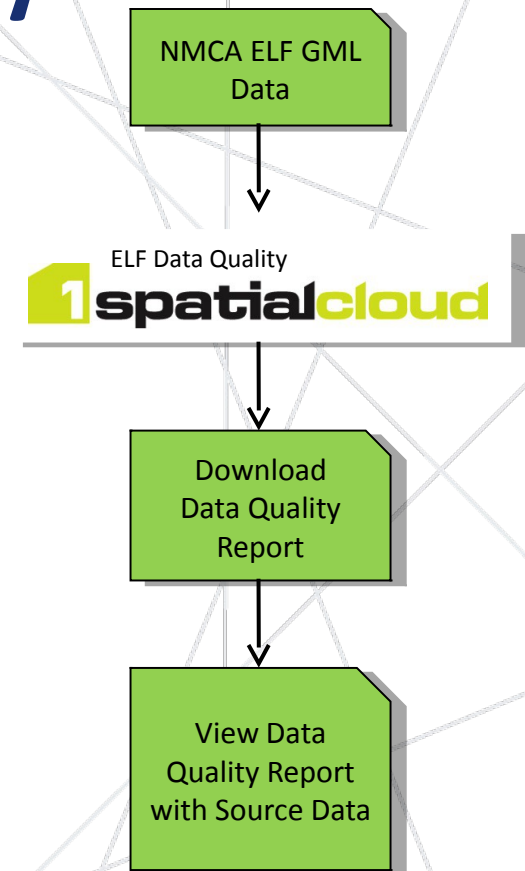 NMCA ELF GML
Data
ELF Data Quality
1spatialcloud
Download
Data Quality
Report
View Data
Quality Report
with Source Data